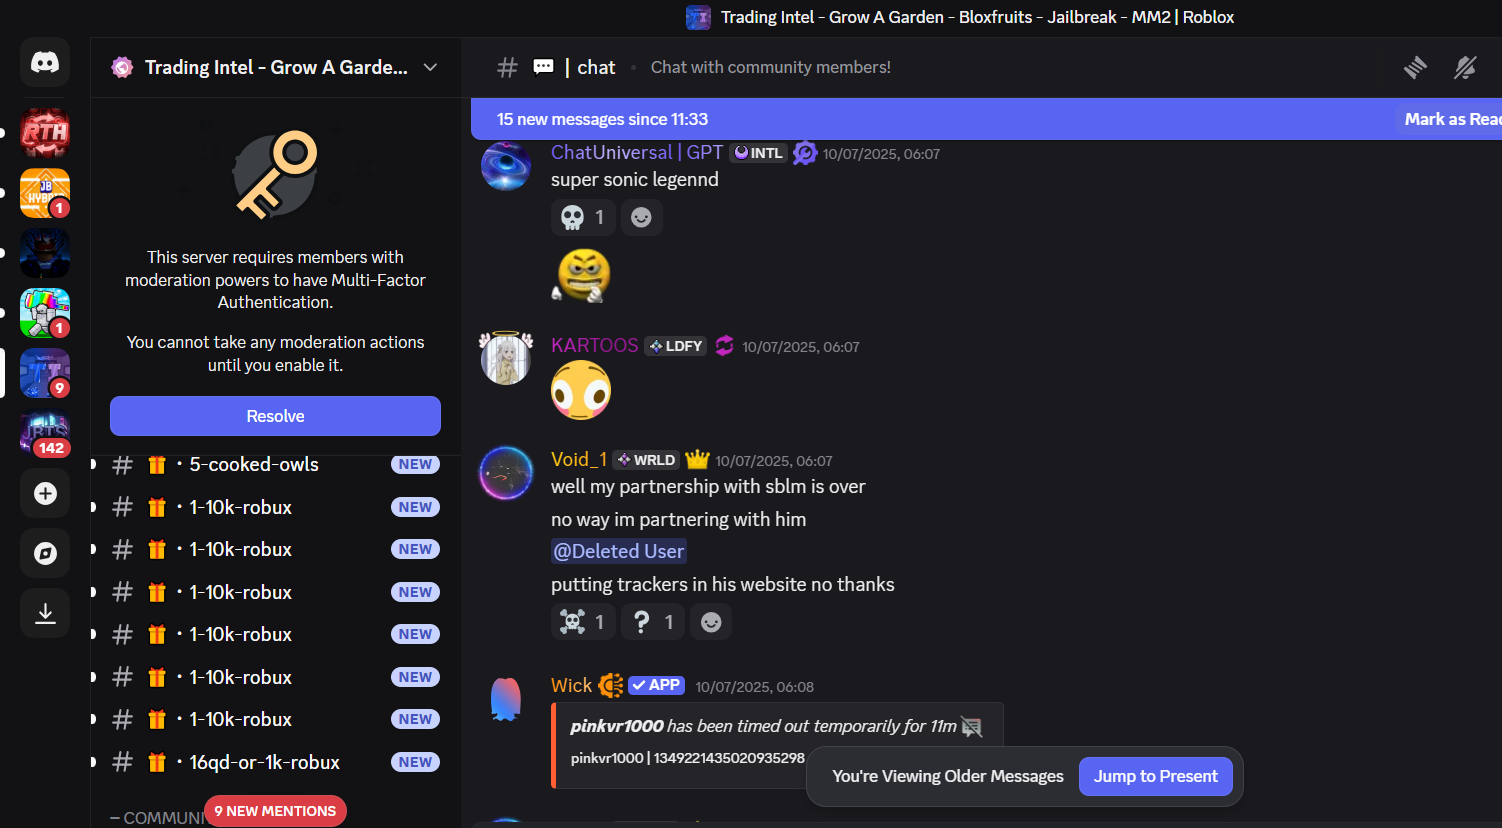 Trading Intel - Grow A Garden - Bloxfruits - Jailbreak - MM2 | Roblox
Trading Intel - Grow A Garde...
| chat
Chat with community members!
15 new messages since 11:33
Mark as Read
RTH
JB
HYBRID
1
1
TT
9
JBTS
142
This server requires members with
moderation powers to have Multi-Factor
Authentication.
You cannot take any moderation actions
until you enable it.
Resolve
# 5-cooked-owls NEW
# 1-10k-robux NEW
# 1-10k-robux NEW
# 1-10k-robux NEW
# 1-10k-robux NEW
# 1-10k-robux NEW
# 1-10k-robux NEW
# 16qd-or-1k-robux NEW
– COMMUNI
9 NEW MENTIONS
ChatUniversal | GPT INTL 10/07/2025, 06:07
super sonic legennd
1
KARTOOS LDFY 10/07/2025, 06:07
Void_1 WRLD 10/07/2025, 06:07
well my partnership with sblm is over
no way im partnering with him
@Deleted User
putting trackers in his website no thanks
1 ? 1
Wick APP 10/07/2025, 06:08
pinkvr1000 has been timed out temporarily for 11m
pinkvr1000 | 1349221435020935298
You're Viewing Older Messages
Jump to Present